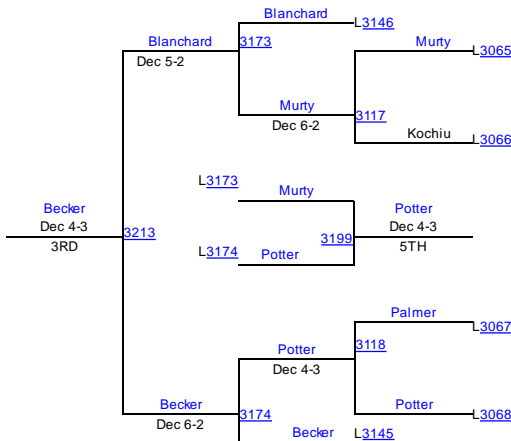 Blanchard
L3146
Blanchard
3173
Murty
L3065
Dec 5-2
Murty
3117
Dec 6-2
Kochiu
L3066
L3173
Murty
Becker
Potter
Dec 4-3
3213
3199
Dec 4-3
3RD
L3174
Potter
5TH
Palmer
L3067
Potter
3118
Dec 4-3
Becker
3174
Potter
L3068
Dec 6-2
Becker
L3145